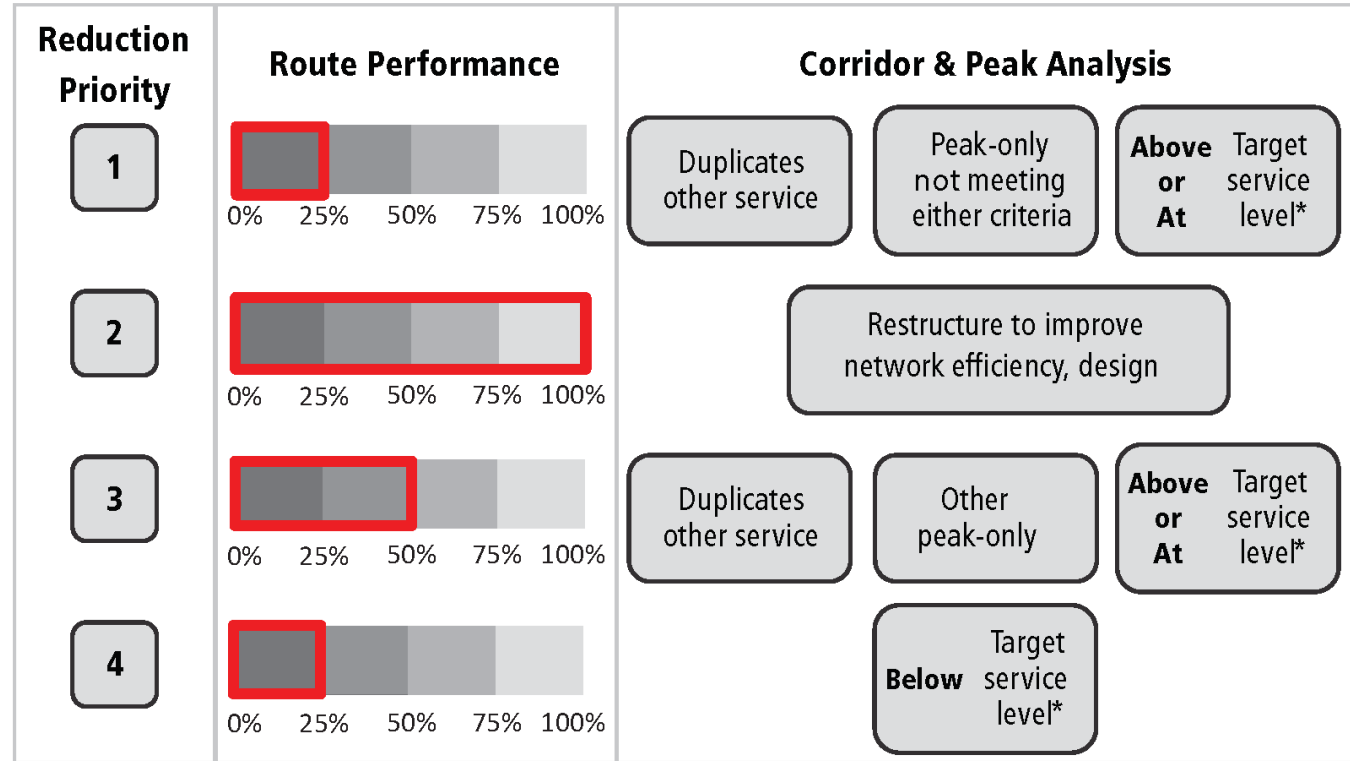 Reduction
Priority
Route Performance
Corridor & Peak Analysis
1
0% 25% 50% 75% 100%
Duplicates
other service
Peak-only
not meeting
either criteria
Above Target
or service
At level*
2
0% 25% 50% 75% 100%
Restructure to improve
network efficiency, design
3
0% 25% 50% 75% 100%
Duplicates
other service
Other
peak-only
Above Target
or service
At level*
4
0% 25% 50% 75% 100%
Target
Below service
level*